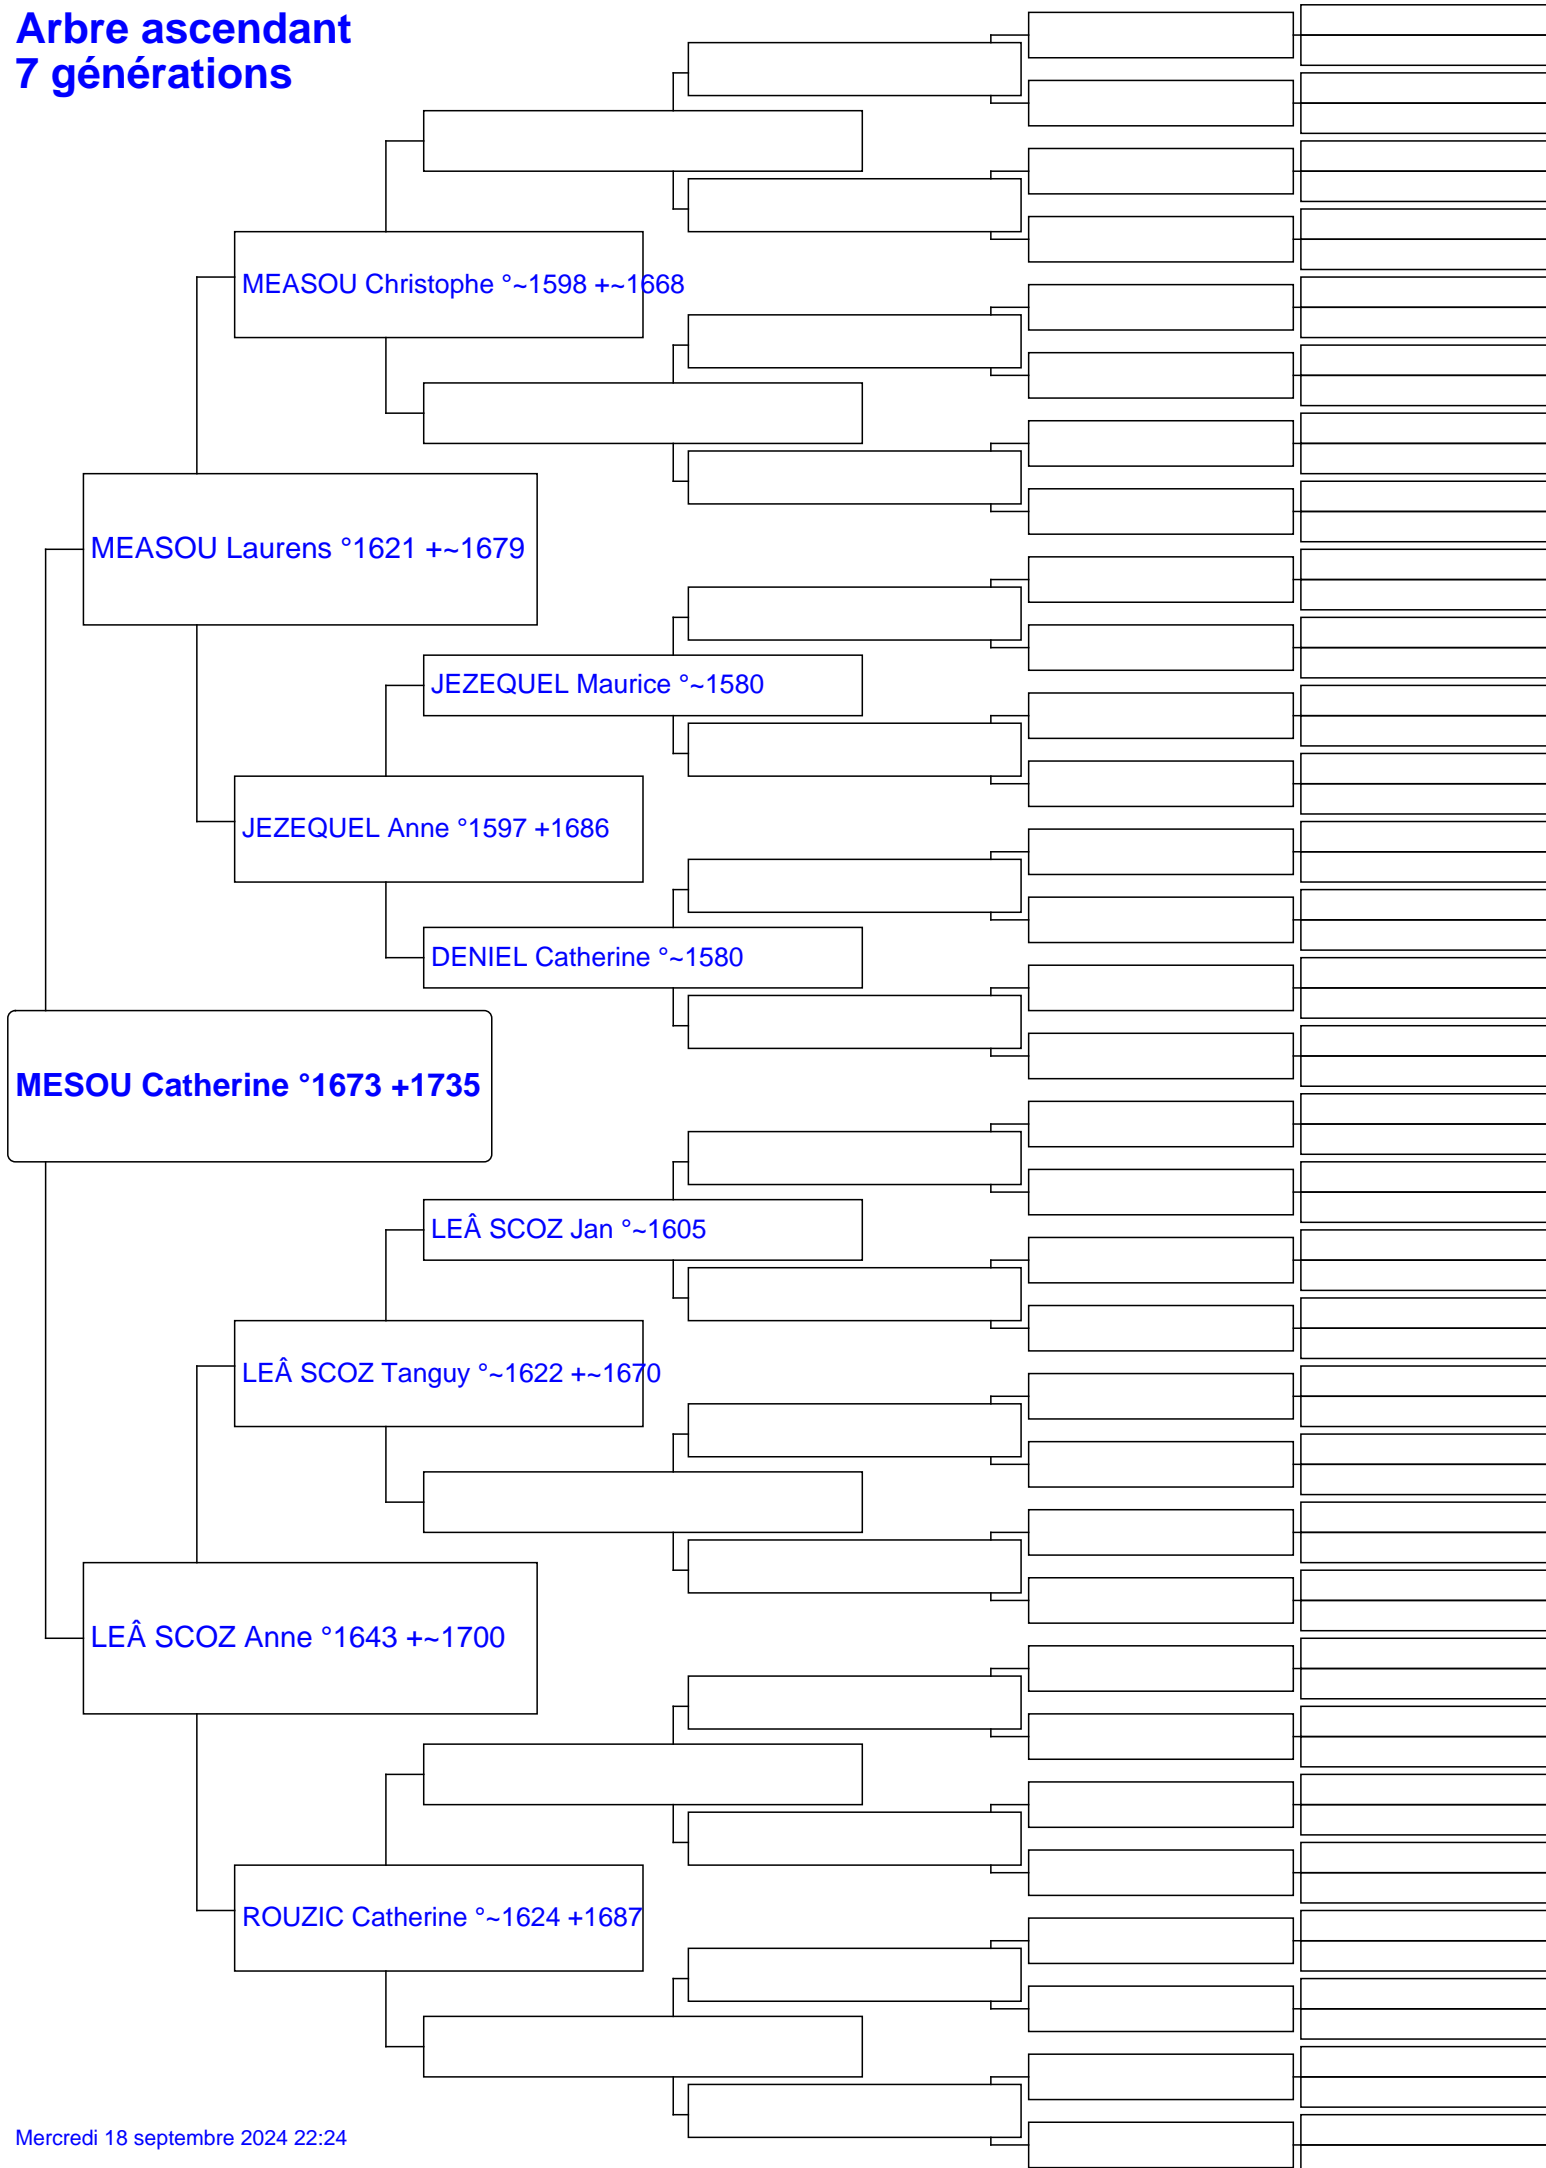 Arbre ascendant
7 générations
MEASOU Christophe °~1598 +~1668
MEASOU Laurens °1621 +~1679
JEZEQUEL Maurice °~1580
JEZEQUEL Anne °1597 +1686
DENIEL Catherine °~1580
MESOU Catherine °1673 +1735
LEÂ SCOZ Jan °~1605
LEÂ SCOZ Tanguy °~1622 +~1670
LEÂ SCOZ Anne °1643 +~1700
ROUZIC Catherine °~1624 +1687
Mercredi 18 septembre 2024 22:24